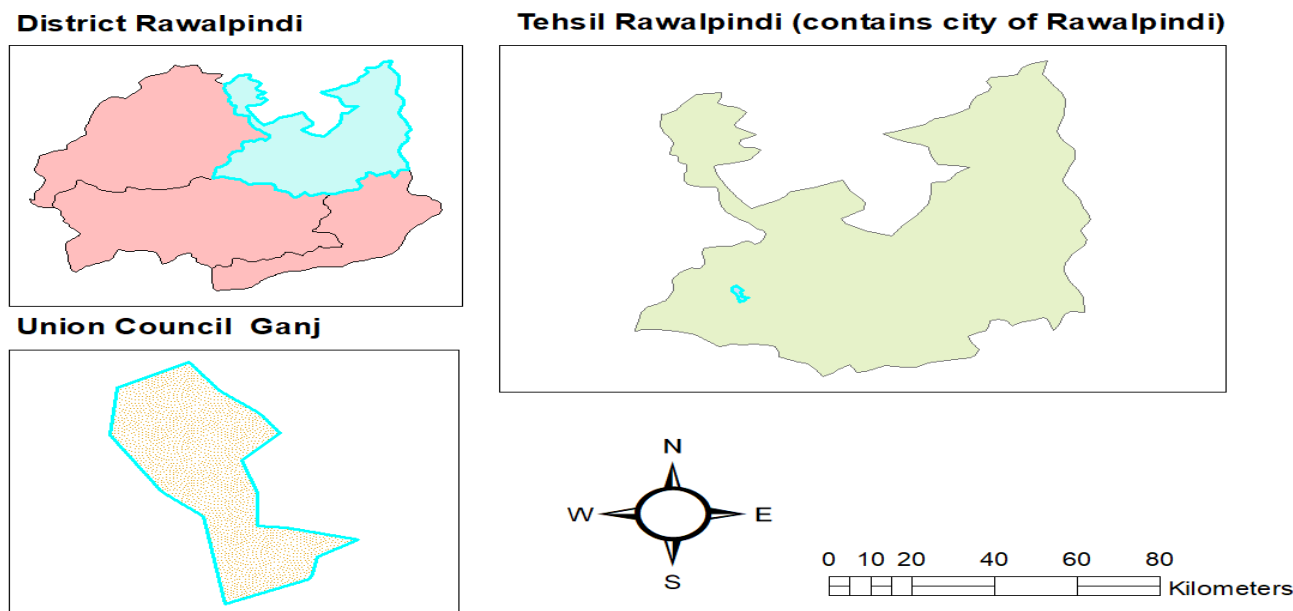 District Rawalpindi
Tehsil Rawalpindi (contains city of Rawalpindi)
Union Council Ganj
N
W E
S
0 10 20 40 60 80
Kilometers